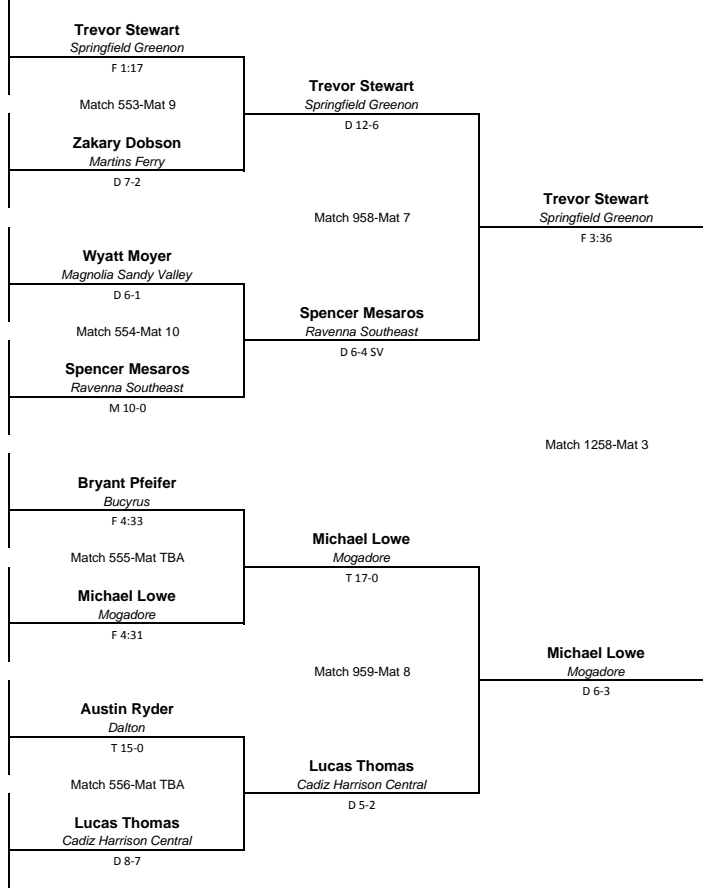 Trevor Stewart
Springfield Greenon
F 1:17
Match 553-Mat 9
Zakary Dobson
Martins Ferry
D 7-2
Wyatt Moyer
Magnolia Sandy Valley
D 6-1
Match 554-Mat 10
Spencer Mesaros
Ravenna Southeast
M 10-0
Bryant Pfeifer
Bucyrus
F 4:33
Match 555-Mat TBA
Michael Lowe
Mogadore
F 4:31
Austin Ryder
Dalton
T 15-0
Match 556-Mat TBA
Lucas Thomas
Cadiz Harrison Central
D 8-7
Trevor Stewart
Springfield Greenon
D 12-6
Match 958-Mat 7
Spencer Mesaros
Ravenna Southeast
D 6-4 SV
Michael Lowe
Mogadore
T 17-0
Match 959-Mat 8
Lucas Thomas
Cadiz Harrison Central
D 5-2
Trevor Stewart
Springfield Greenon
F 3:36
Match 1258-Mat 3
Michael Lowe
Mogadore
D 6-3